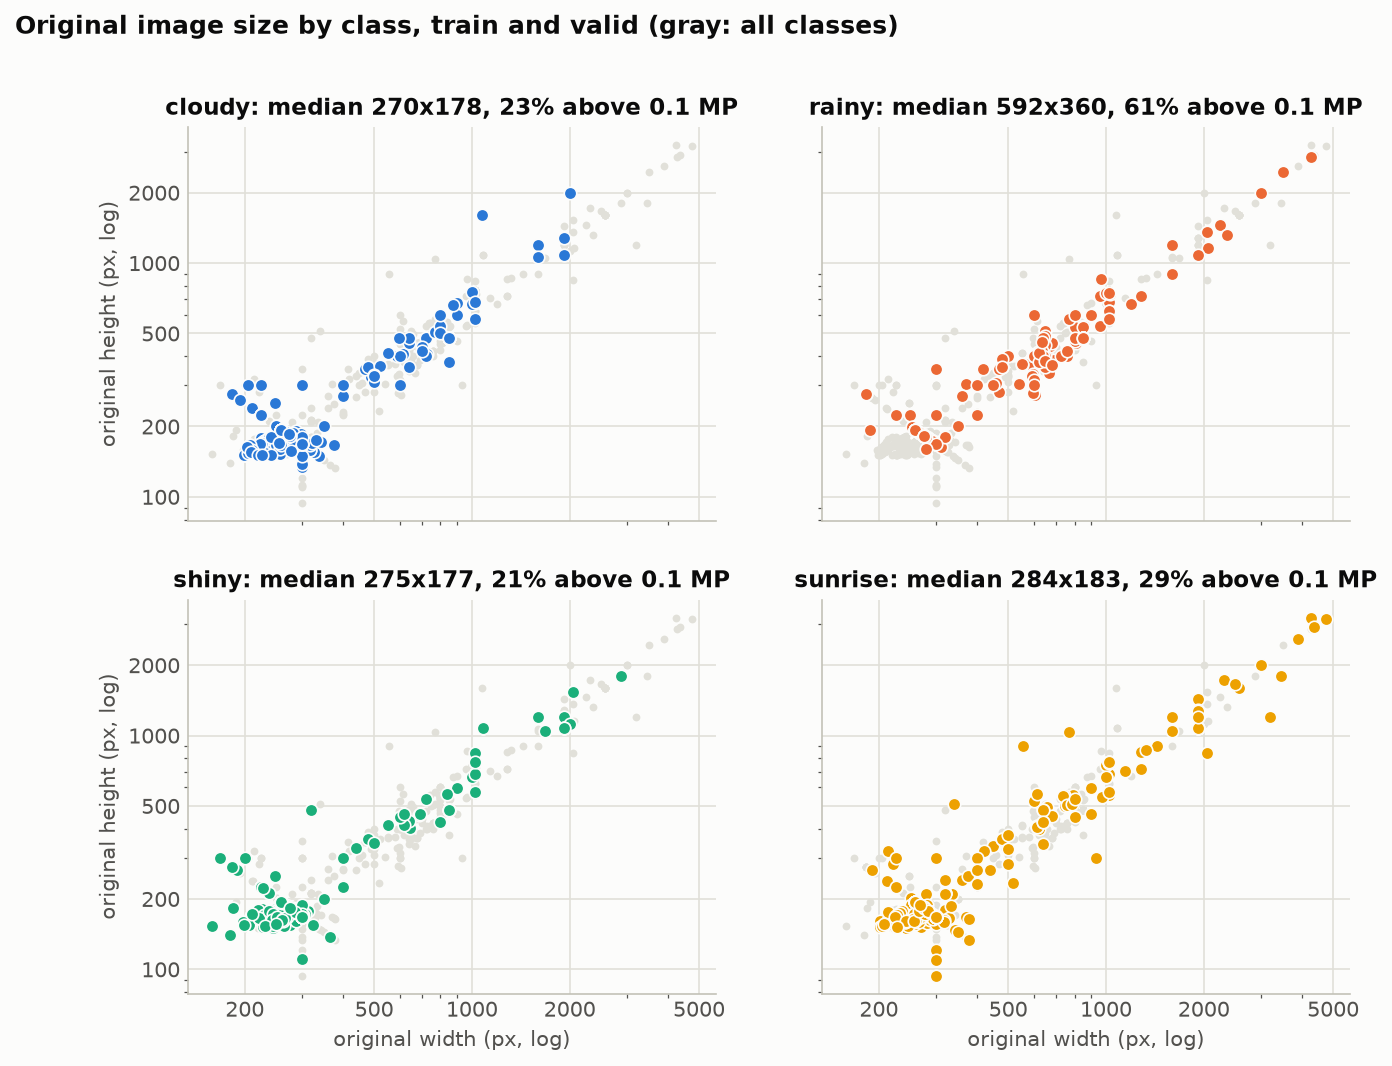 Original image size by class, train and valid (gray: all classes)
cloudy: median 270x178, 23% above 0.1 MP
rainy: median 592x360, 61% above 0.1 MP
original height (px, log)
2000
1000
500
200
100
shiny: median 275x177, 21% above 0.1 MP
sunrise: median 284x183, 29% above 0.1 MP
original height (px, log)
2000
1000
500
200
100
200 500 1000 2000 5000
200 500 1000 2000 5000
original width (px, log)
original width (px, log)